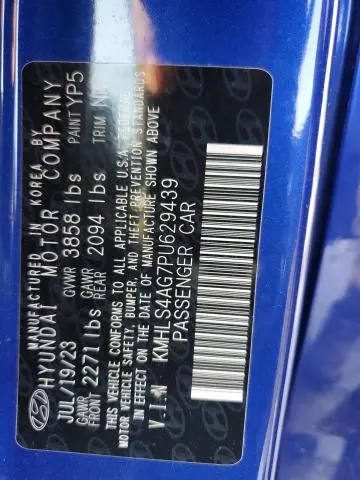 MANUFACTURED IN KOREA BY
HYUNDAI MOTOR COMPANY
JUL/19/23 GVWR 3858 lbs PAINT YP5
GAWR FRONT 2271 lbs GAWR REAR 2094 lbs TRIM
THIS VEHICLE CONFORMS TO ALL APPLICABLE U.S.A. FEDERAL
MOTOR VEHICLE SAFETY, BUMPER, AND THEFT PREVENTION STANDARDS
IN EFFECT ON THE DATE OF MANUFACTURE SHOWN ABOVE
V.I.N KMHLS4AG7PU629439
PASSENGER CAR